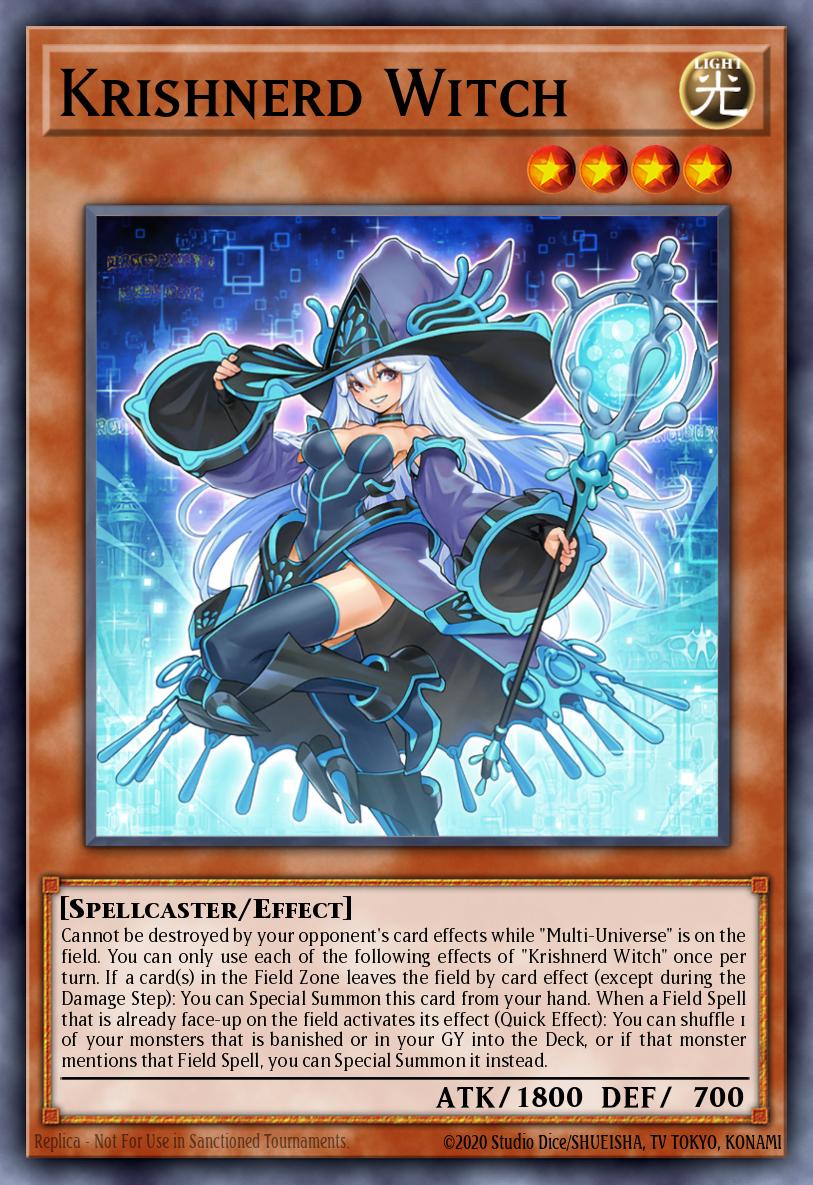 Krishnerd Witch
LIGHT
光
[Spellcaster/Effect]
Cannot be destroyed by your opponent's card effects while "Multi-Universe" is on the
field. You can only use each of the following effects of "Krishnerd Witch" once per
turn. If a card(s) in the Field Zone leaves the field by card effect (except during the
Damage Step): You can Special Summon this card from your hand. When a Field Spell
that is already face-up on the field activates its effect (Quick Effect): You can shuffle 1
of your monsters that is banished or in your GY into the Deck, or if that monster
mentions that Field Spell, you can Special Summon it instead.
ATK/1800 DEF/ 700
Replica - Not For Use in Sanctioned Tournaments.
©2020 Studio Dice/SHUEISHA, TV TOKYO, KONAMI